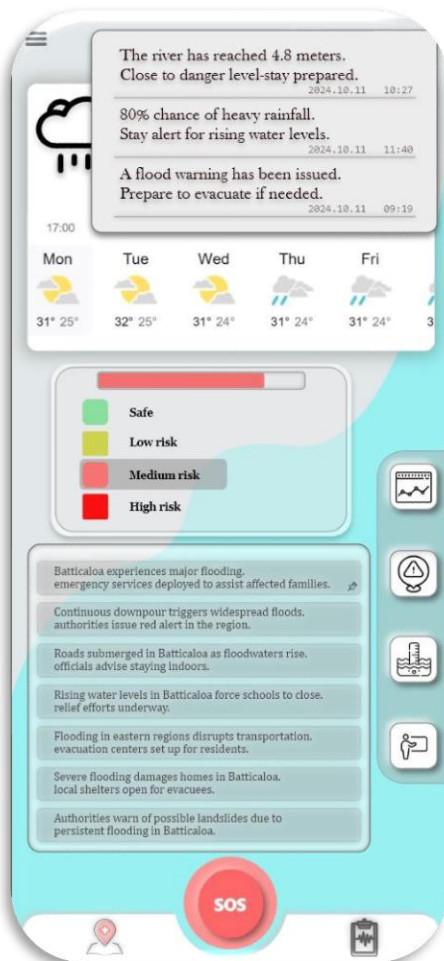 The river has reached 4.8 meters.
Close to danger level-stay prepared.
2024.10.11 10:27
80% chance of heavy rainfall.
Stay alert for rising water levels.
2024.10.11 11:40
A flood warning has been issued.
Prepare to evacuate if needed.
2024.10.11 09:19
17:00
Mon Tue Wed Thu Fri
31° 25° 32° 25° 31° 24° 31° 24° 31° 24° 3
Safe
Low risk
Medium risk
High risk
Batticaloa experiences major flooding.
emergency services deployed to assist affected families.
Continuous downpour triggers widespread floods.
authorities issue red alert in the region.
Roads submerged in Batticaloa as floodwaters rise.
officials advise staying indoors.
Rising water levels in Batticaloa force schools to close.
relief efforts underway.
Flooding in eastern regions disrupts transportation.
evacuation centers set up for residents.
Severe flooding damages homes in Batticaloa.
local shelters open for evacuees.
Authorities warn of possible landslides due to
persistent flooding in Batticaloa.
SOS